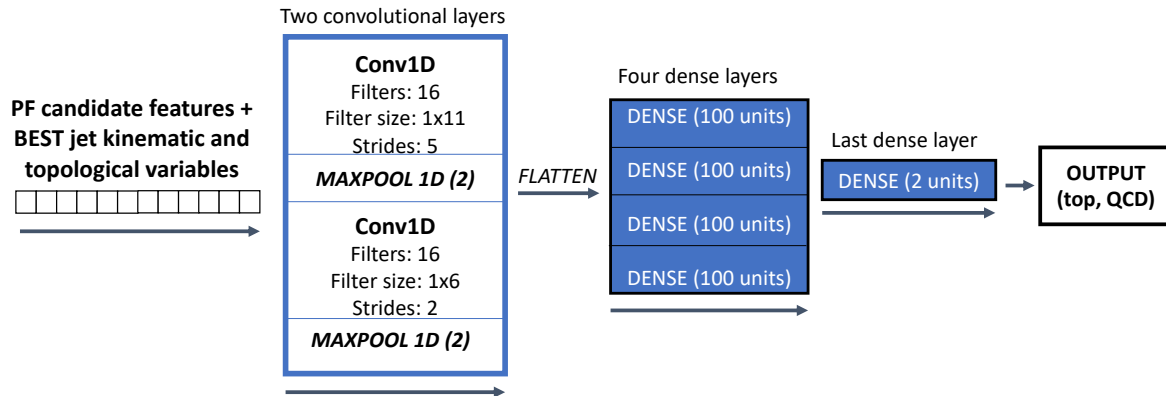 Two convolutional layers
PF candidate features +
BEST jet kinematic and
topological variables
Conv1D
Filters: 16
Filter size: 1x11
Strides: 5
MAXPOOL 1D (2)
Conv1D
Filters: 16
Filter size: 1x6
Strides: 2
MAXPOOL 1D (2)
FLATTEN
Four dense layers
DENSE (100 units)
DENSE (100 units)
DENSE (100 units)
DENSE (100 units)
Last dense layer
DENSE (2 units)
OUTPUT
(top, QCD)